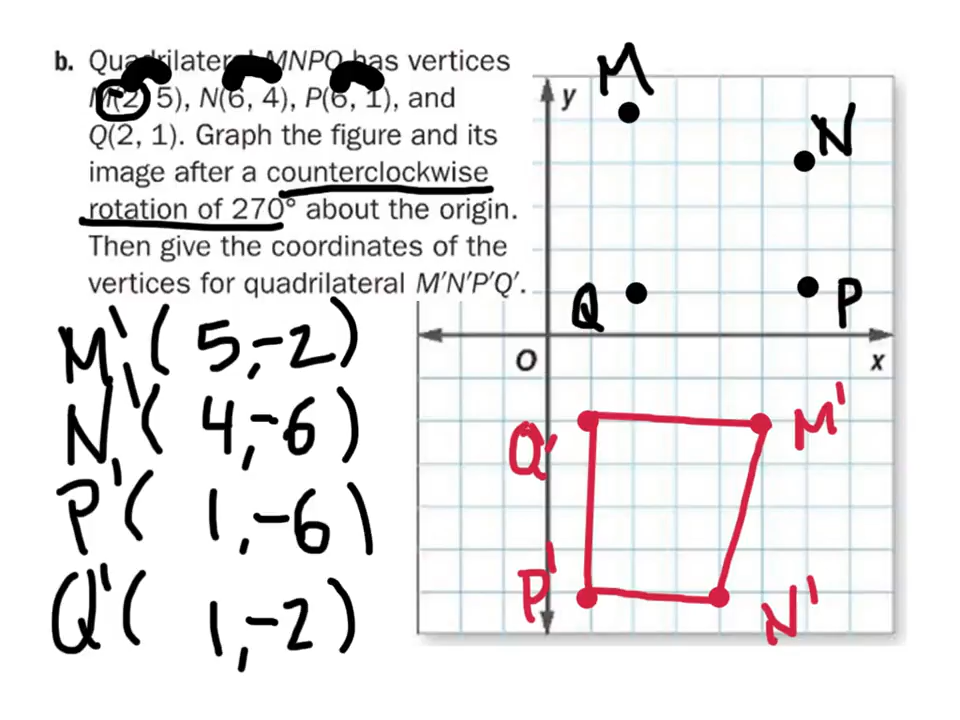 b. Quadrilateral MNPQ has vertices
M(2, 5), N(6, 4), P(6, 1), and
Q(2, 1). Graph the figure and its
image after a counterclockwise
rotation of 270° about the origin.
Then give the coordinates of the
vertices for quadrilateral M′N′P′Q′.
M'( 5,-2)
N'( 4,-6)
P'( 1,-6)
Q'( 1,-2)
M
y
N
Q
P
O
x
Q'
M'
P'
N'